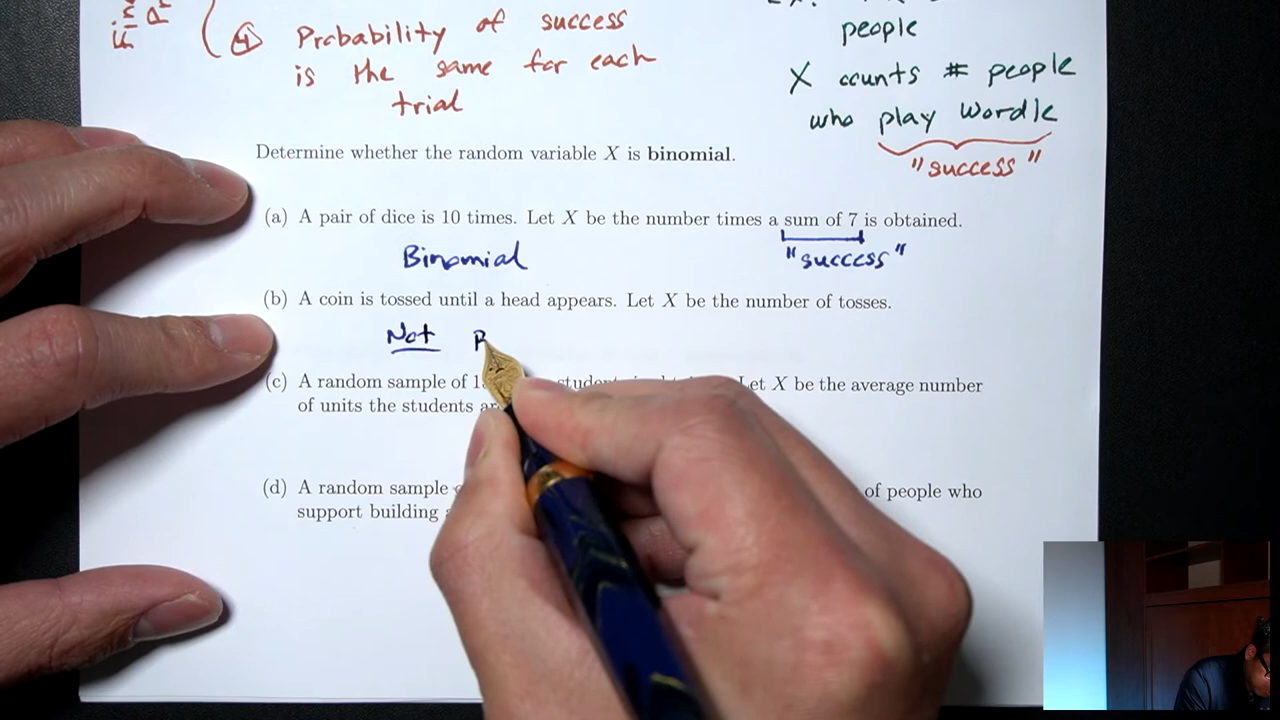 ④ Probability of success
is the same for each
trial
people
X counts # people
who play Wordle
"success"
Determine whether the random variable X is binomial.
(a) A pair of dice is 10 times. Let X be the number times a sum of 7 is obtained.
Binomial "success"
(b) A coin is tossed until a head appears. Let X be the number of tosses.
Not
(c) A random sample of Let X be the average number
of units the students
(d) A random sample of people who
support building